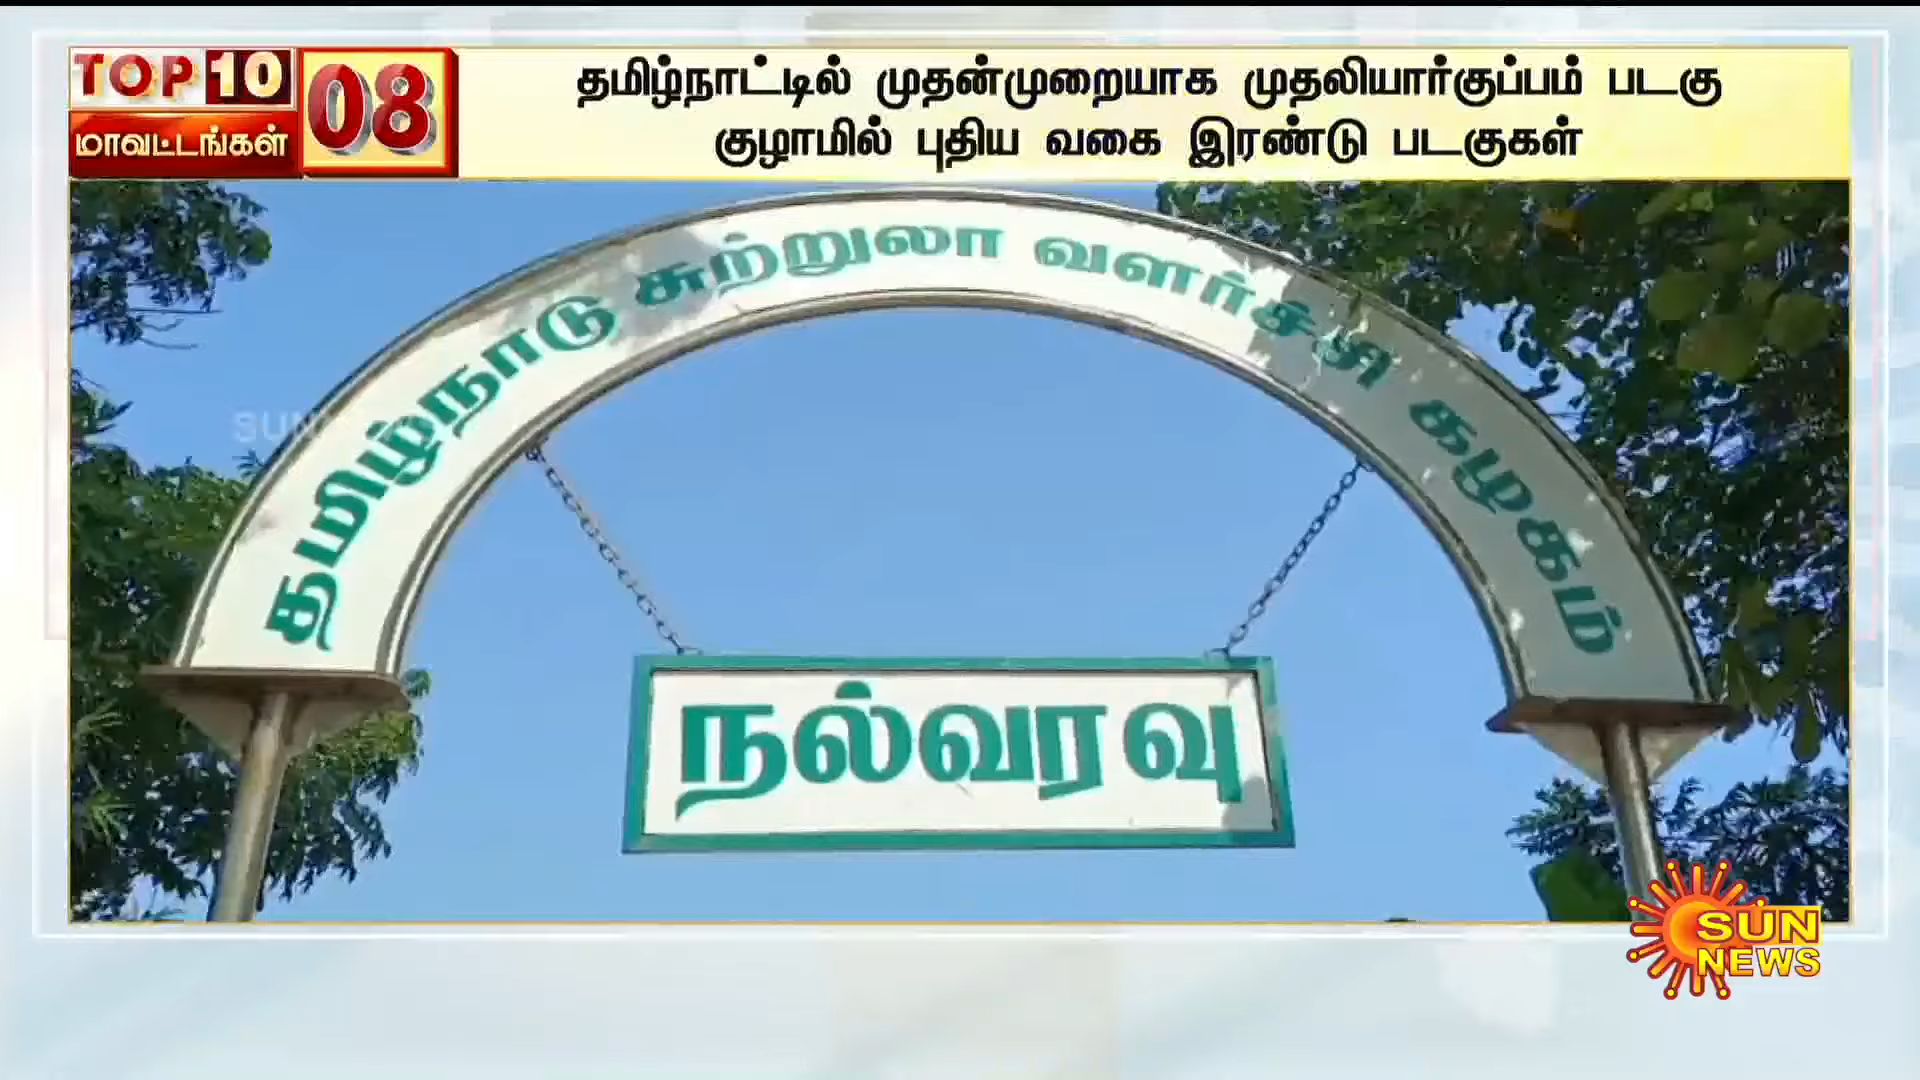 TOP 10
மாவட்டங்கள்
08
தமிழ்நாட்டில் முதன்முறையாக முதலியார்குப்பம் படகு
குழாமில் புதிய வகை இரண்டு படகுகள்
தமிழ்நாடு சுற்றுலா வளர்ச்சி கழகம்
SUN
நல்வரவு
SUN
NEWS